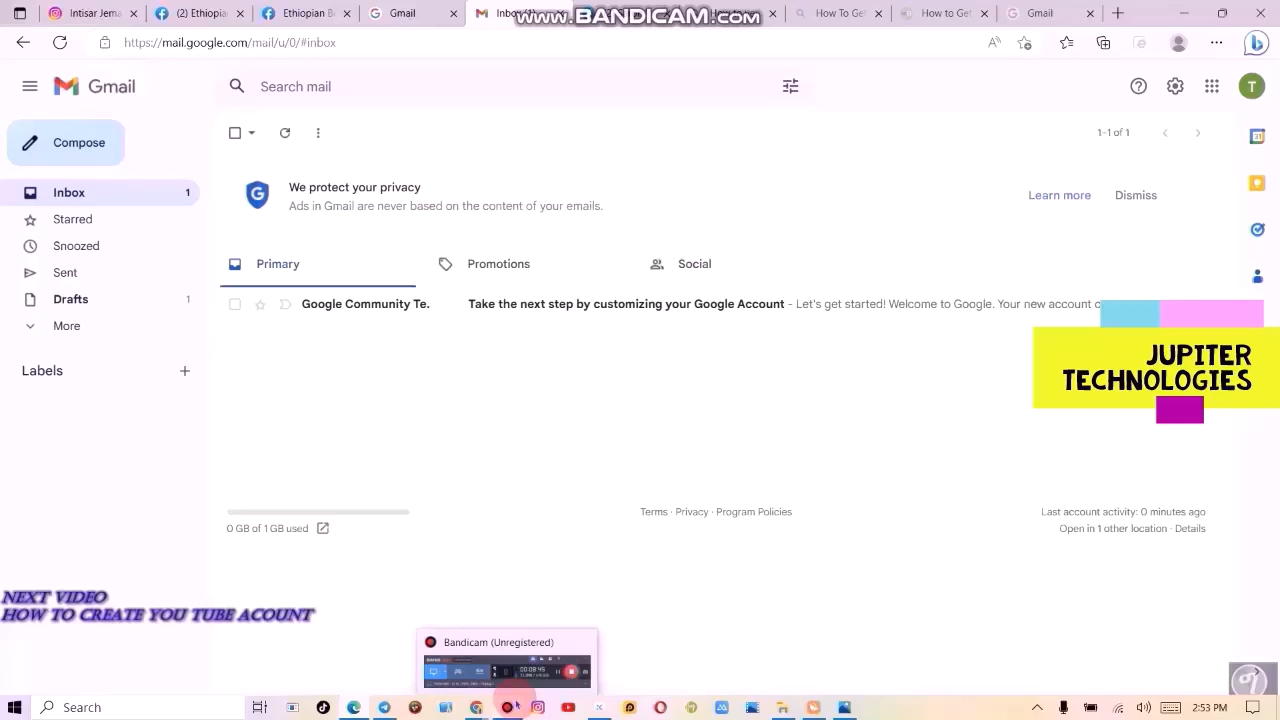 Intisar Jema
(2) Ethiopia
Ethiopian Be
Gmail
Inbox (1)
How To Ge
How to Get
Gmail
www.BANDICAM.com
https://mail.google.com/mail/u/0/#inbox
Gmail
Search mail
T
Compose
1-1 of 1
We protect your privacy
Ads in Gmail are never based on the content of your emails.
Learn more
Dismiss
Inbox 1
Starred
Snoozed
Sent
Drafts 1
More
Labels
Primary
Promotions
Social
Google Community Te.
Take the next step by customizing your Google Account - Let's get started! Welcome to Google. Your new account c
JUPITER
TECHNOLOGIES
0 GB of 1 GB used
Terms · Privacy · Program Policies
Last account activity: 0 minutes ago
Open in 1 other location · Details
NEXT VIDEO
HOW TO CREATE YOU TUBE ACOUNT
Bandicam (Unregistered)
00:08:45
Search
2:53 PM